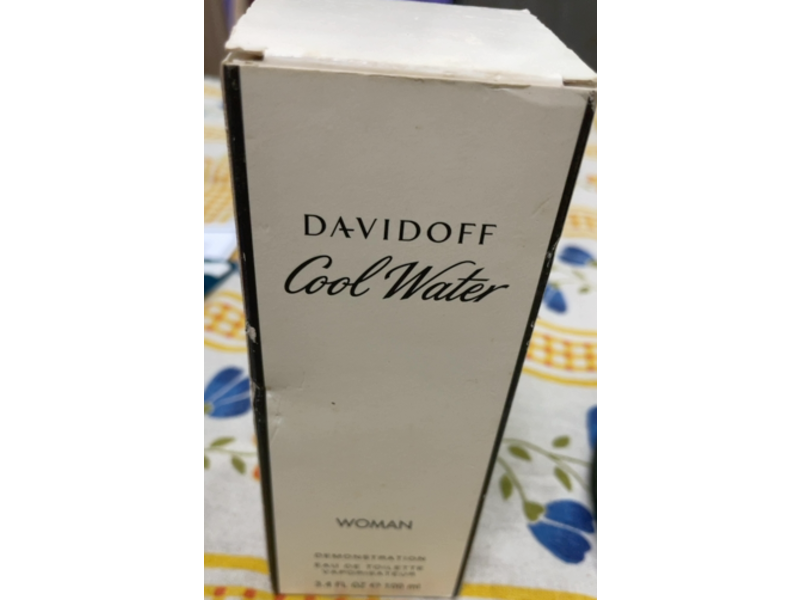 DAVIDOFF
Cool Water
WOMAN
DEMONSTRATION
EAU DE TOILETTE
VAPORISATEUR
3.4 FL OZ ℮ 100 ml